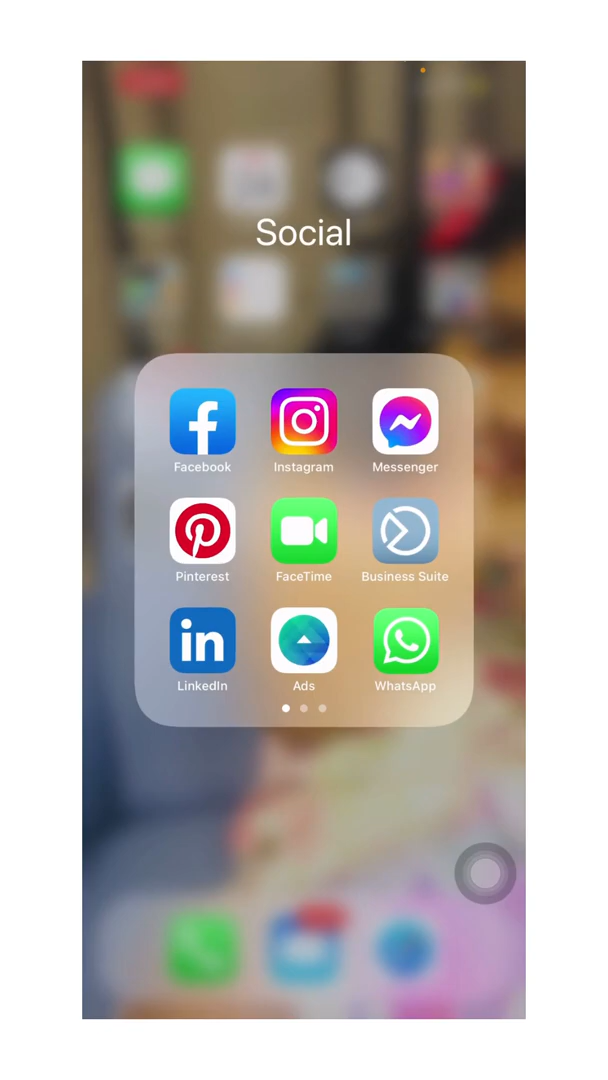 Social
Facebook
Instagram
Messenger
Pinterest
FaceTime
Business Suite
LinkedIn
Ads
WhatsApp